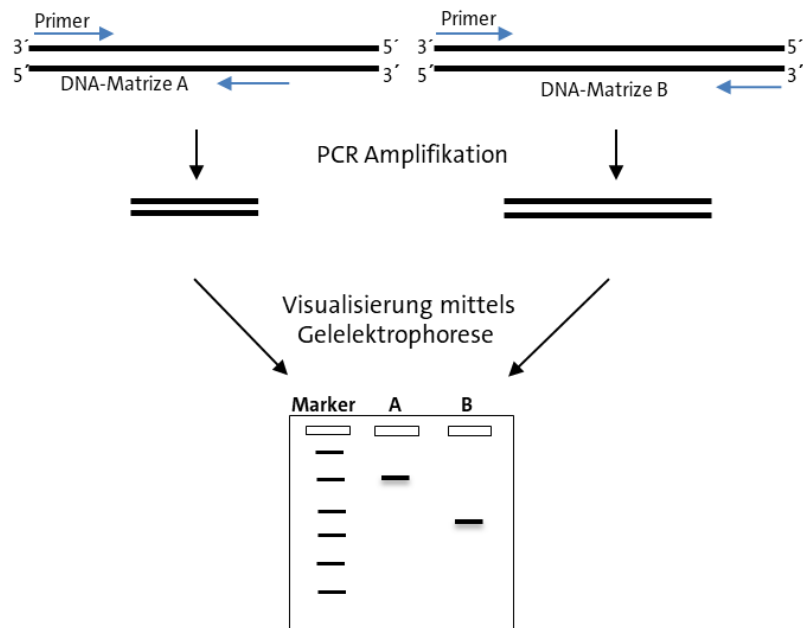 Primer
3´ 5´
5´ 3´
DNA-Matrize A
Primer
3´ 5´
5´ 3´
DNA-Matrize B
PCR Amplifikation
Visualisierung mittels
Gelelektrophorese
Marker A B